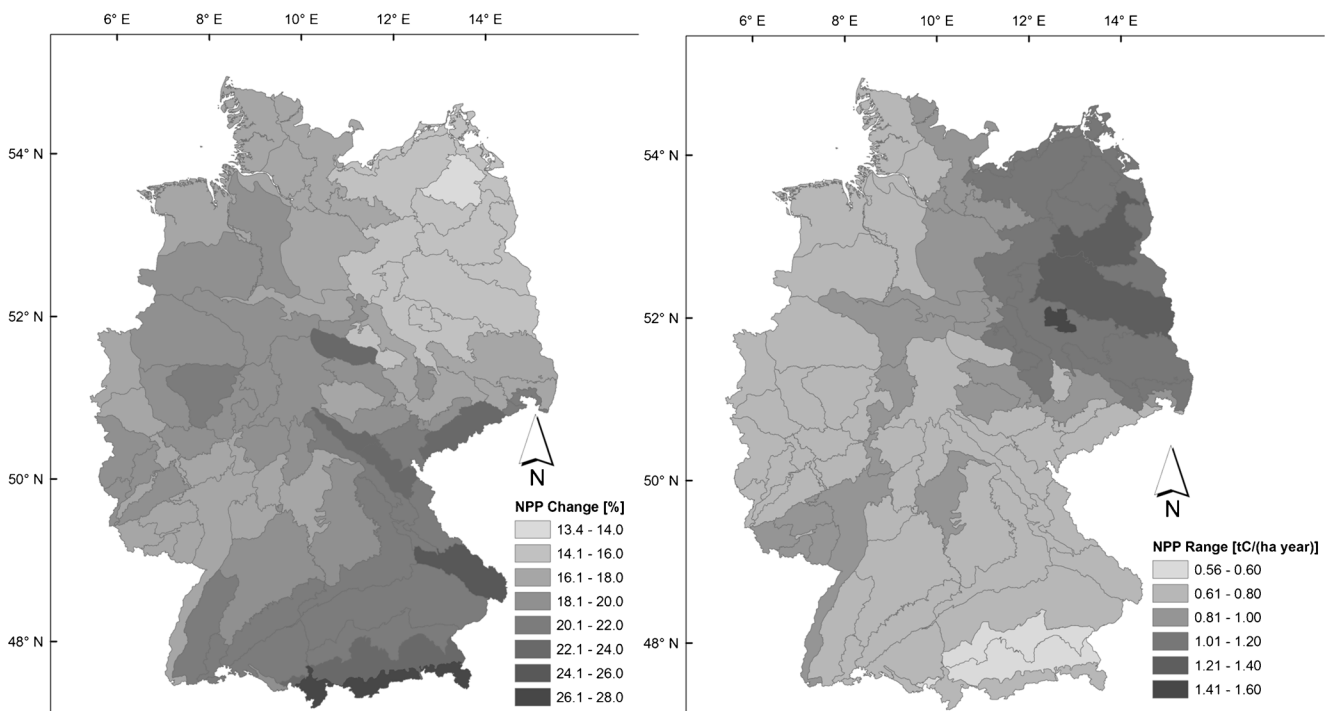 6° E 8° E 10° E 12° E 14° E
54° N
52° N
50° N
48° N
N
NPP Change [%]
13.4 - 14.0
14.1 - 16.0
16.1 - 18.0
18.1 - 20.0
20.1 - 22.0
22.1 - 24.0
24.1 - 26.0
26.1 - 28.0
6° E 8° E 10° E 12° E 14° E
54° N
52° N
50° N
48° N
N
NPP Range [tC/(ha year)]
0.56 - 0.60
0.61 - 0.80
0.81 - 1.00
1.01 - 1.20
1.21 - 1.40
1.41 - 1.60